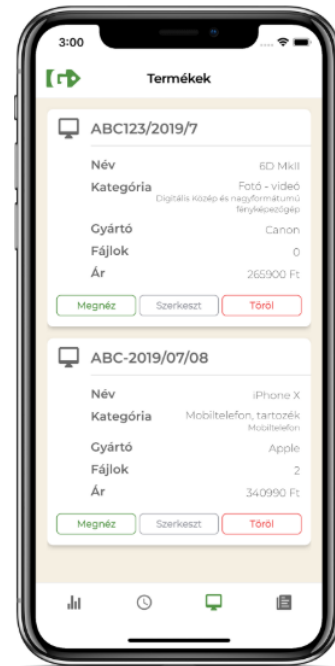 3:00
Termékek
ABC123/2019/7
Név 6D MkII
Kategória Fotó - videó
Digitális Közép és nagyformátumú
fényképezőgép
Gyártó Canon
Fájlok 0
Ár 265900 Ft
Megnéz Szerkeszt Töröl
ABC-2019/07/08
Név iPhone X
Kategória Mobiltelefon, tartozék
Mobiltelefon
Gyártó Apple
Fájlok 2
Ár 340990 Ft
Megnéz Szerkeszt Töröl